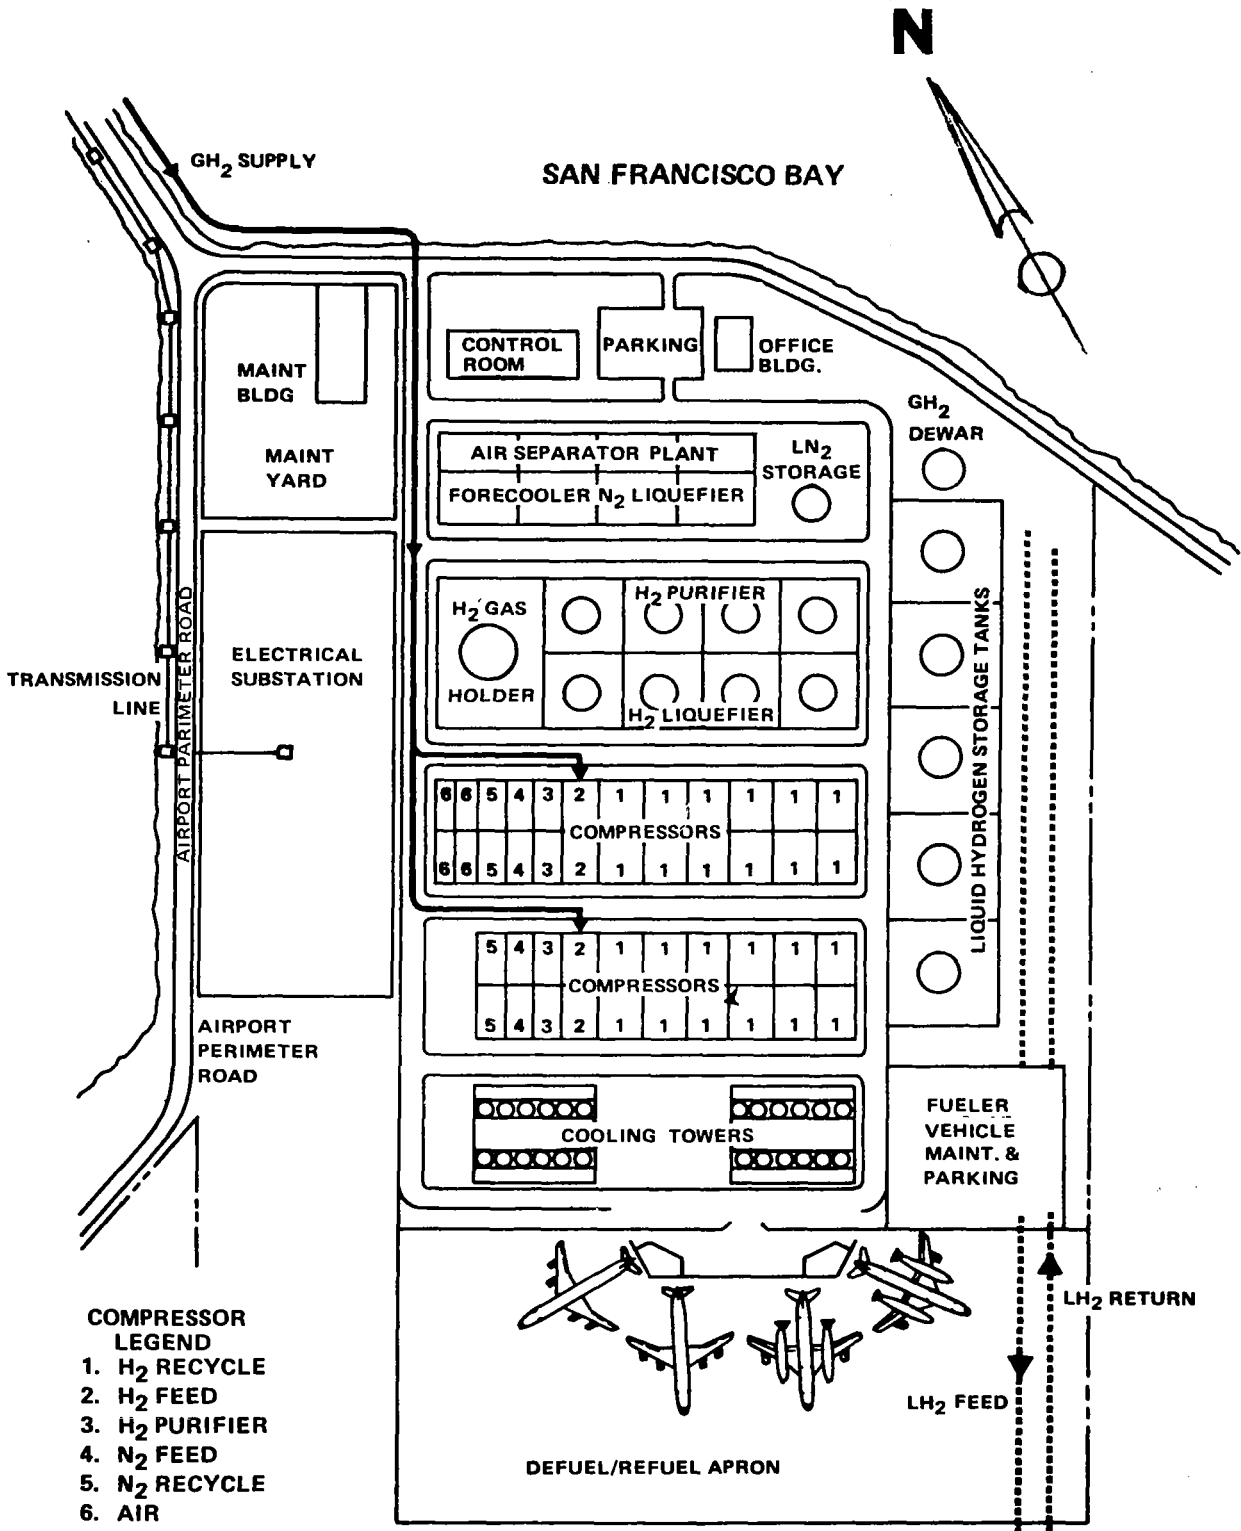 N
GH2 SUPPLY
SAN FRANCISCO BAY
CONTROL
ROOM
PARKING
OFFICE
BLDG.
MAINT
BLDG
MAINT
YARD
GH2
DEWAR
AIR SEPARATOR PLANT
FORECOOLER N2 LIQUEFIER
LN2
STORAGE
H2 GAS
HOLDER
H2 PURIFIER
H2 LIQUEFIER
ELECTRICAL
SUBSTATION
TRANSMISSION
LINE
AIRPORT PARIMETER ROAD
LIQUID HYDROGEN STORAGE TANKS
6 6 5 4 3 2 1 1 1 1 1 1
COMPRESSORS
6 6 5 4 3 2 1 1 1 1 1 1
5 4 3 2 1 1 1 1 1 1
COMPRESSORS
5 4 3 2 1 1 1 1 1 1
AIRPORT
PERIMETER
ROAD
COOLING TOWERS
FUELER
VEHICLE
MAINT. &
PARKING
LH2 RETURN
LH2 FEED
DEFUEL/REFUEL APRON
COMPRESSOR
LEGEND
1. H2 RECYCLE
2. H2 FEED
3. H2 PURIFIER
4. N2 FEED
5. N2 RECYCLE
6. AIR